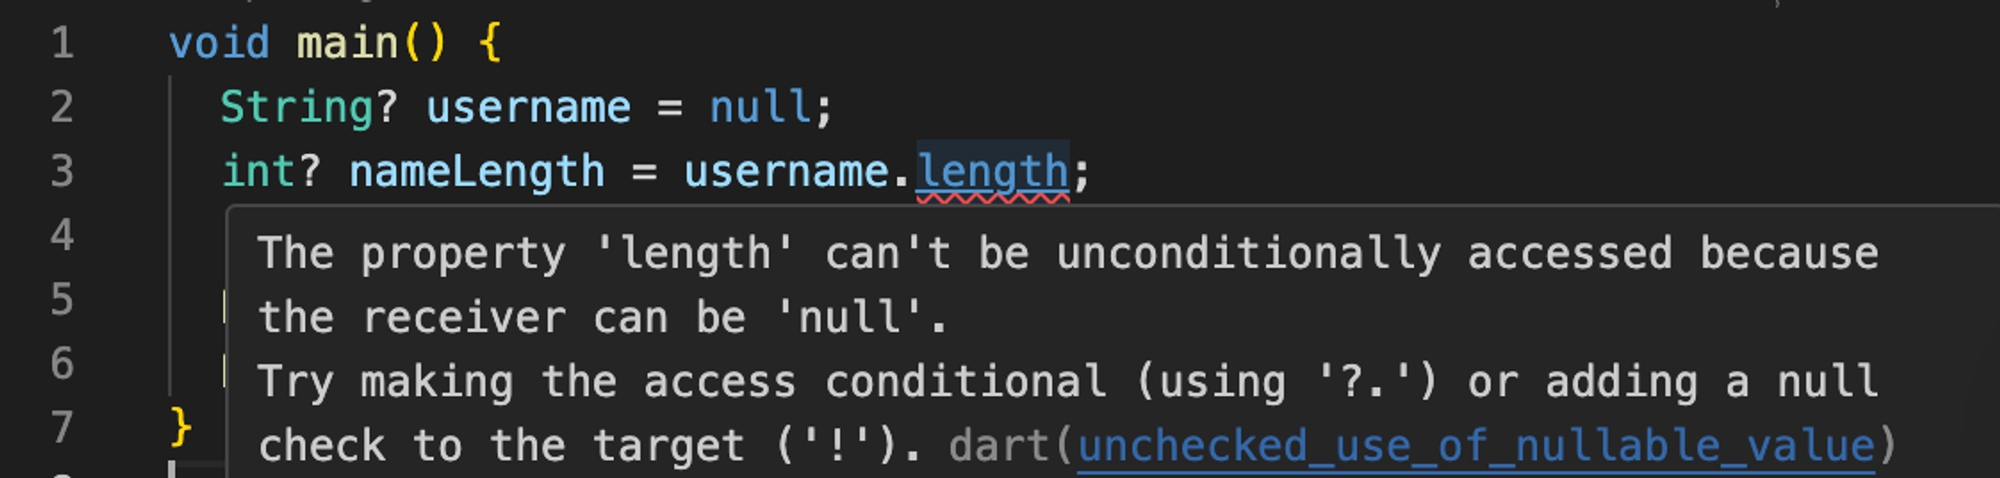 1 void main() {
2 String? username = null;
3 int? nameLength = username.length;
4
The property 'length' can't be unconditionally accessed because
5
the receiver can be 'null'.
6
Try making the access conditional (using '?.') or adding a null
7 }
check to the target ('!'). dart(unchecked_use_of_nullable_value)